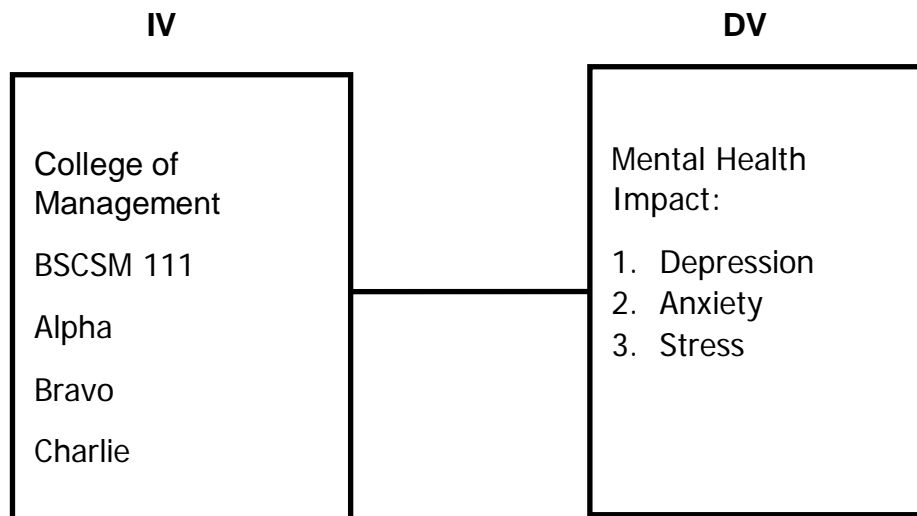 IV
DV
College of
Management
BSCSM 111
Alpha
Bravo
Charlie
Mental Health
Impact:
1. Depression
2. Anxiety
3. Stress